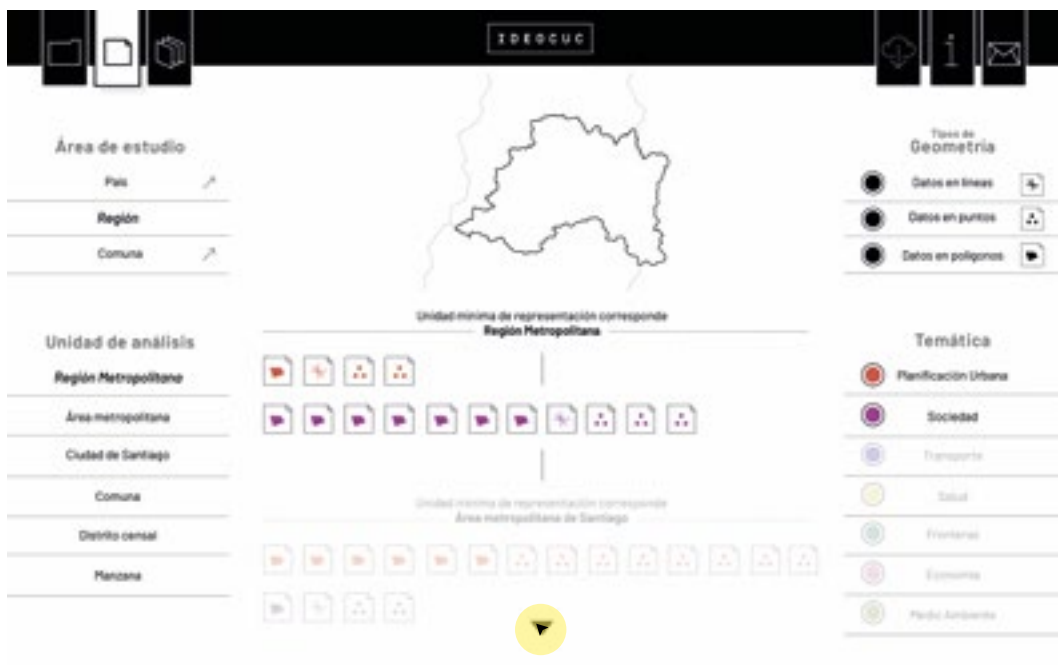 IDEOCUC
Área de estudio
País
Región
Comuna
Tipos de
Geometría
Datos en líneas
Datos en puntos
Datos en polígonos
Unidad mínima de representación corresponde
Región Metropolitana
Unidad de análisis
Región Metropolitana
Área metropolitana
Ciudad de Santiago
Comuna
Distrito censal
Manzana
Unidad mínima de representación corresponde
Área metropolitana de Santiago
Temática
Planificación Urbana
Sociedad
Transporte
Salud
Fronteras
Economía
Medio Ambiente